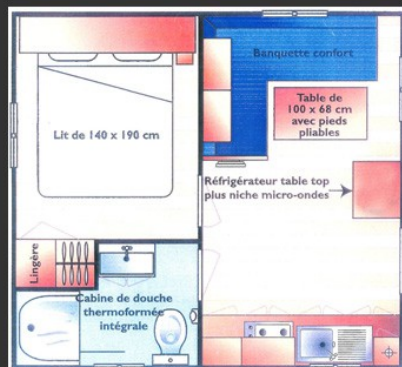 Banquette confort
Table de
100 x 68 cm
avec pieds
pliables
Lit de 140 x 190 cm
Réfrigérateur table top
plus niche micro-ondes
Lingère
Cabine de douche
thermoformée
intégrale